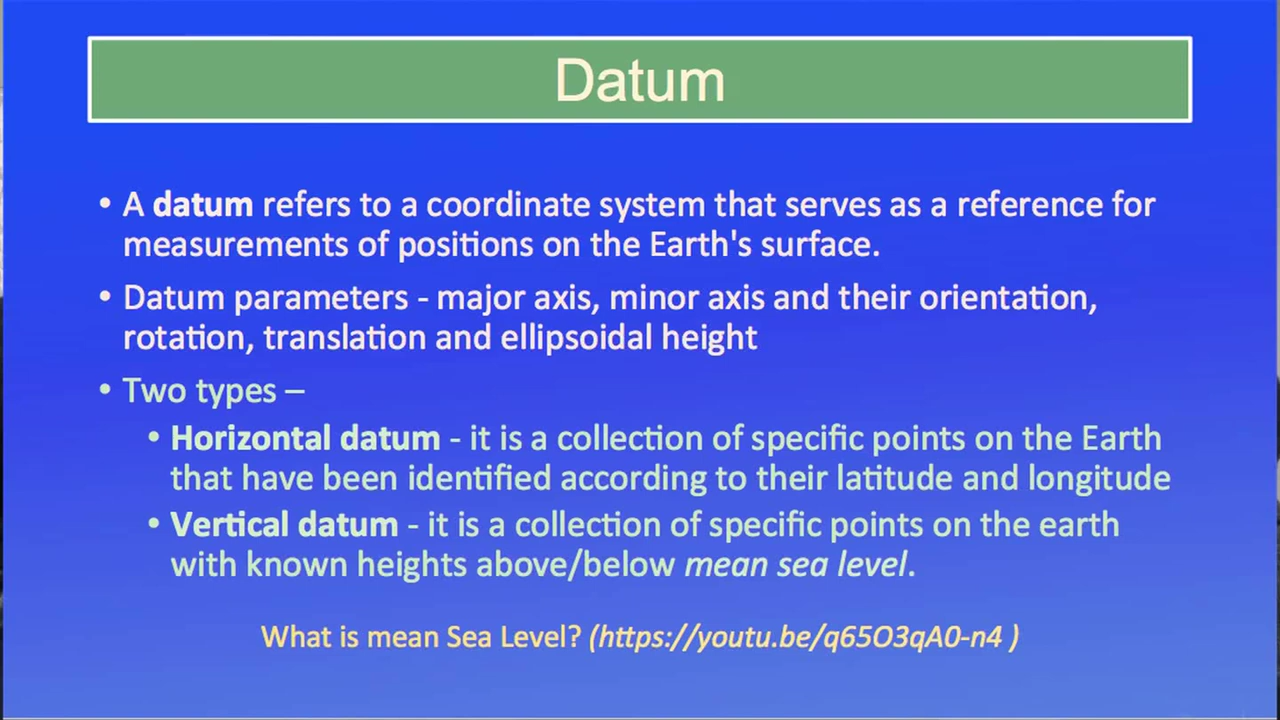 Datum
• A datum refers to a coordinate system that serves as a reference for
measurements of positions on the Earth's surface.
• Datum parameters - major axis, minor axis and their orientation,
rotation, translation and ellipsoidal height
• Two types –
• Horizontal datum - it is a collection of specific points on the Earth
that have been identified according to their latitude and longitude
• Vertical datum - it is a collection of specific points on the earth
with known heights above/below mean sea level.
What is mean Sea Level? (https://youtu.be/q65O3qA0-n4 )